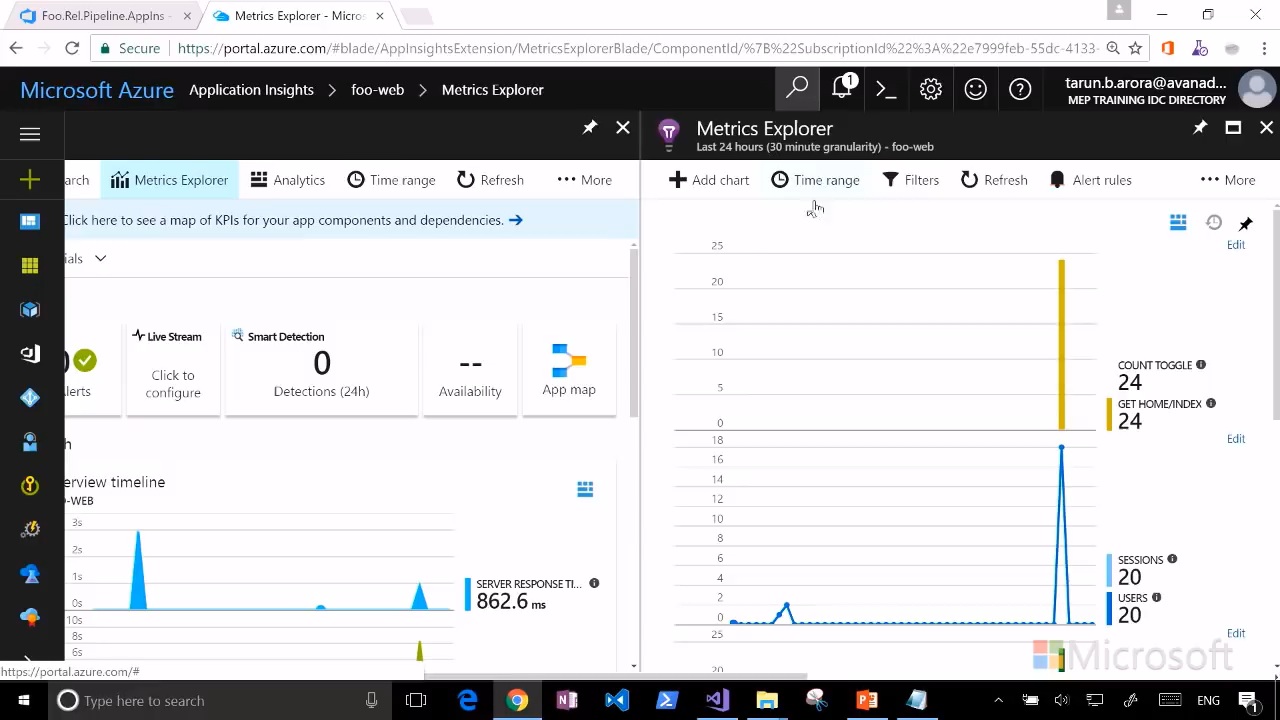 Foo.Rel.Pipeline.AppIns -
Metrics Explorer - Micros
Secure
https://portal.azure.com/#blade/AppInsightsExtension/MetricsExplorerBlade/ComponentId/%7B%22SubscriptionId%22%3A%22e7999feb-55dc-4133-
Microsoft Azure
Application Insights > foo-web > Metrics Explorer
1
tarun.b.arora@avanad...
MEP TRAINING IDC DIRECTORY
arch
Metrics Explorer
Analytics
Time range
Refresh
More
Click here to see a map of KPIs for your app components and dependencies.
ials
Live Stream
Click to
configure
Smart Detection
0
Detections (24h)
--
Availability
App map
lerts
h
erview timeline
O-WEB
3s
2s
1s
0s
10s
8s
6s
SERVER RESPONSE TI...
862.6 ms
Metrics Explorer
Last 24 hours (30 minute granularity) - foo-web
Add chart
Time range
Filters
Refresh
Alert rules
More
Edit
25
20
15
10
5
0
COUNT TOGGLE
24
GET HOME/INDEX
24
Edit
18
16
14
12
10
8
6
4
2
0
SESSIONS
20
USERS
20
Edit
25
20
Microsoft
https://portal.azure.com/#
Type here to search
ENG
1